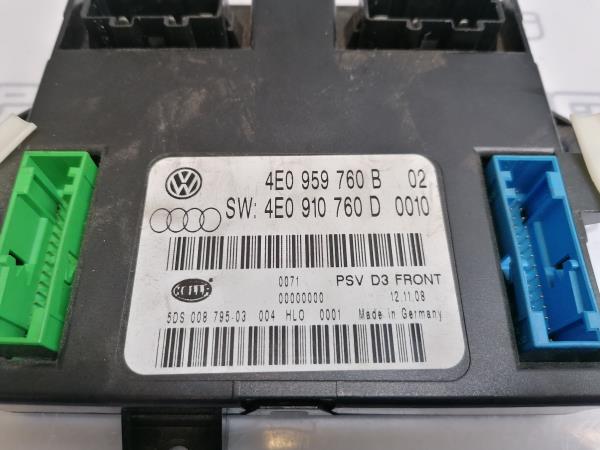 4E0 959 760 B 02
SW: 4E0 910 760 D 0010
0071 PSV D3 FRONT
00000000 12.11.08
5DS 008 795-03 004 HLO 0001 Made in Germany